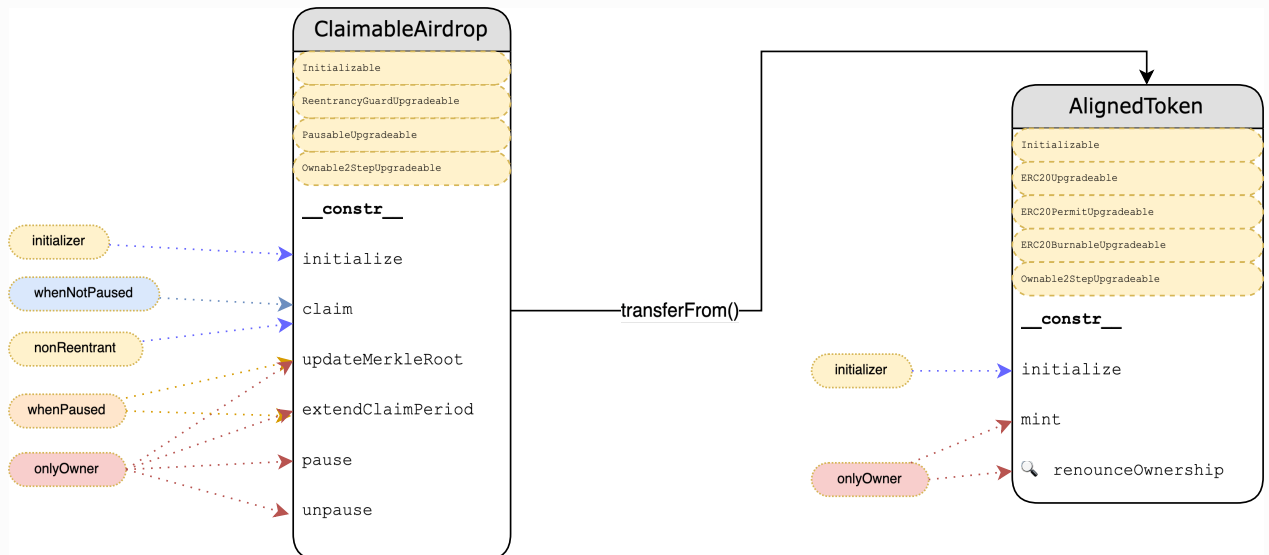 ClaimableAirdrop
Initializable
ReentrancyGuardUpgradeable
PausableUpgradeable
Ownable2StepUpgradeable
__constr__
initializer
initialize
whenNotPaused
claim
nonReentrant
updateMerkleRoot
whenPaused
extendClaimPeriod
onlyOwner
pause
unpause
transferFrom()
AlignedToken
Initializable
ERC20Upgradeable
ERC20PermitUpgradeable
ERC20BurnableUpgradeable
Ownable2StepUpgradeable
__constr__
initializer
initialize
mint
onlyOwner
renounceOwnership